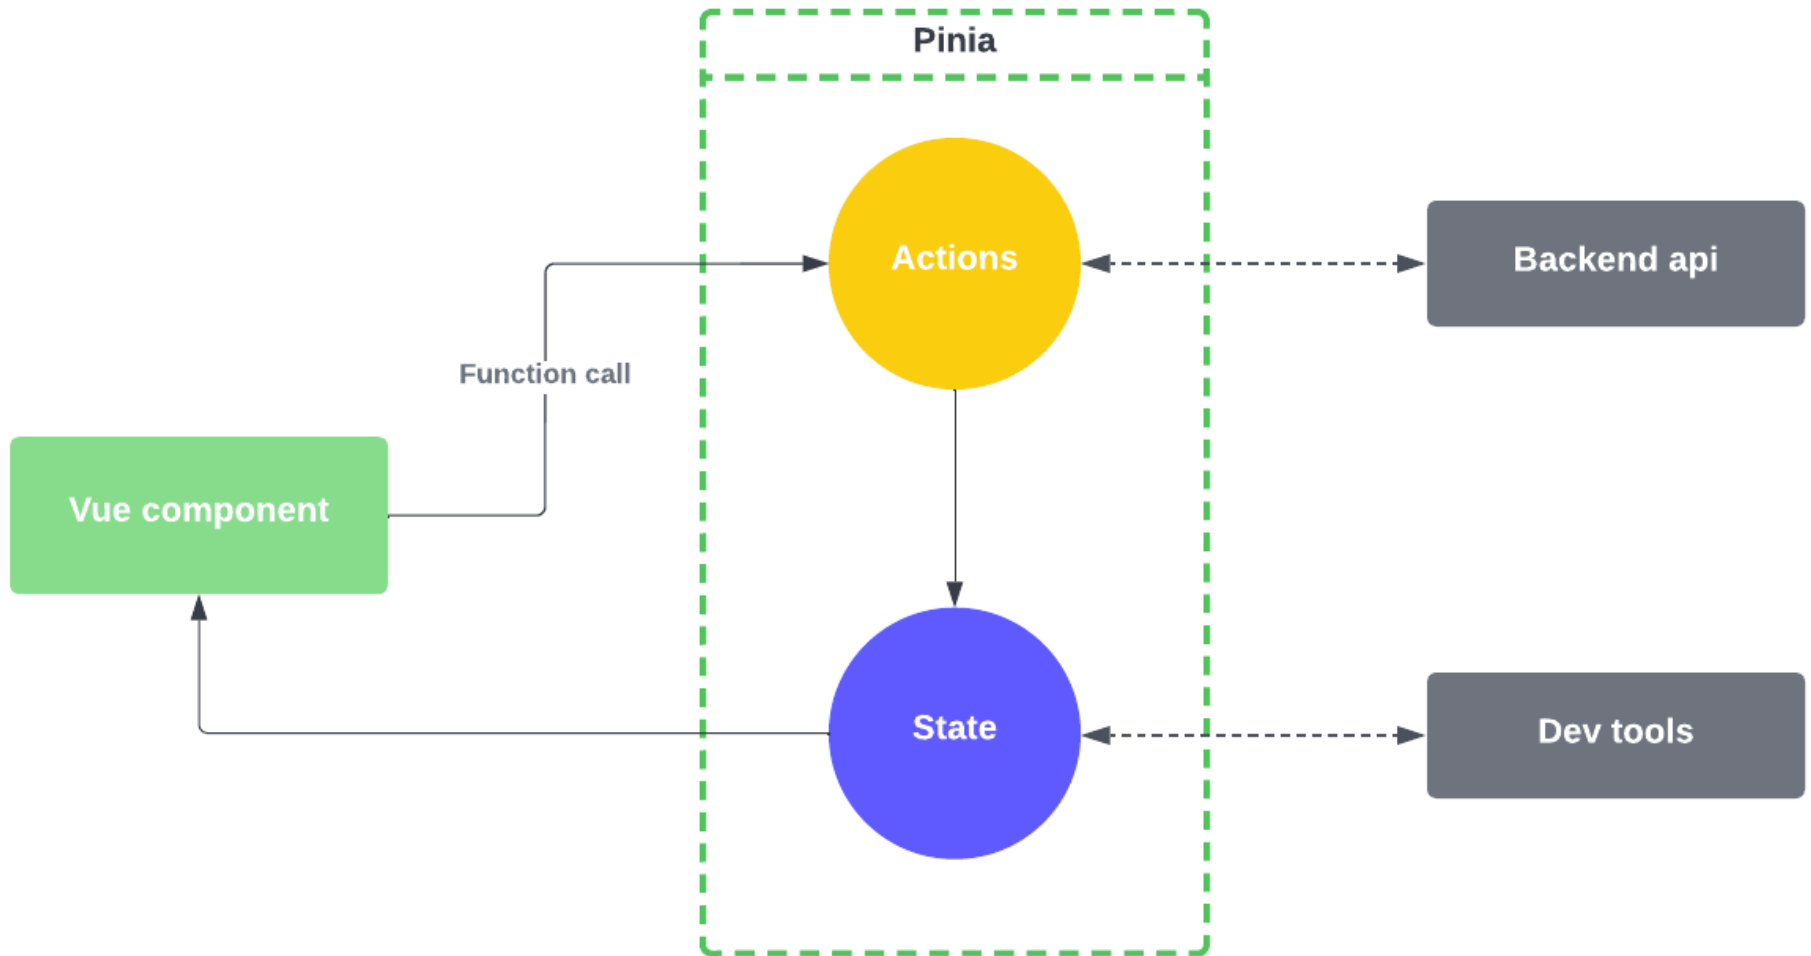 Pinia
Actions
Backend api
Function call
Vue component
State
Dev tools